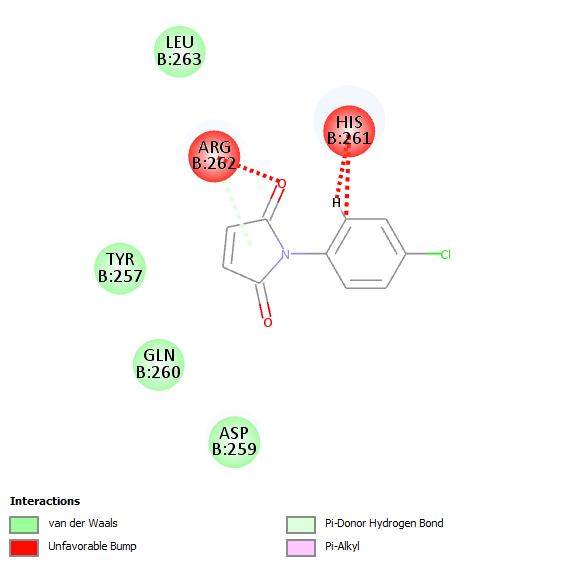 LEU
B:263
HIS
B:261
ARG
B:262
O
H
N
Cl
TYR
B:257
O
GLN
B:260
ASP
B:259
Interactions
van der Waals
Unfavorable Bump
Pi-Donor Hydrogen Bond
Pi-Alkyl